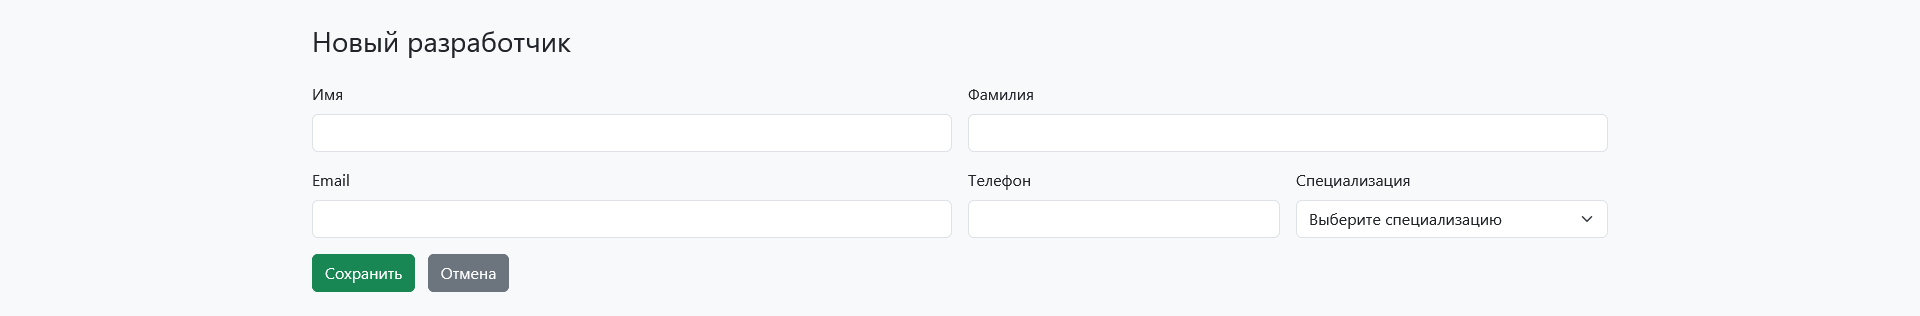 Новый разработчик
Имя
Фамилия
Email
Телефон
Специализация
Выберите специализацию
Сохранить
Отмена